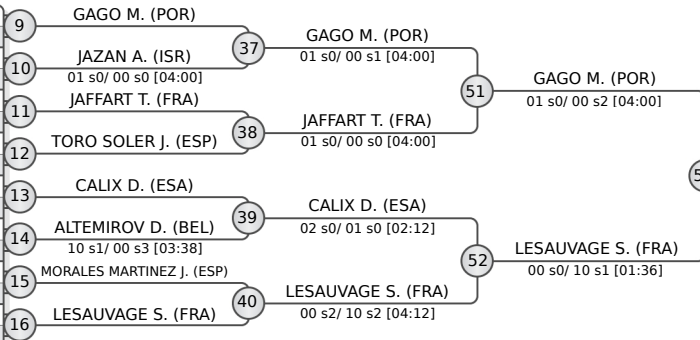 9
GAGO M. (POR)
10
JAZAN A. (ISR)
01 s0/ 00 s0 [04:00]
11
JAFFART T. (FRA)
12
TORO SOLER J. (ESP)
13
CALIX D. (ESA)
14
ALTEMIROV D. (BEL)
10 s1/ 00 s3 [03:38]
15
MORALES MARTINEZ J. (ESP)
16
LESAUVAGE S. (FRA)
37
GAGO M. (POR)
01 s0/ 00 s1 [04:00]
38
JAFFART T. (FRA)
01 s0/ 00 s0 [04:00]
39
CALIX D. (ESA)
02 s0/ 01 s0 [02:12]
40
LESAUVAGE S. (FRA)
00 s2/ 10 s2 [04:12]
51
GAGO M. (POR)
01 s0/ 00 s2 [04:00]
52
LESAUVAGE S. (FRA)
00 s0/ 10 s1 [01:36]